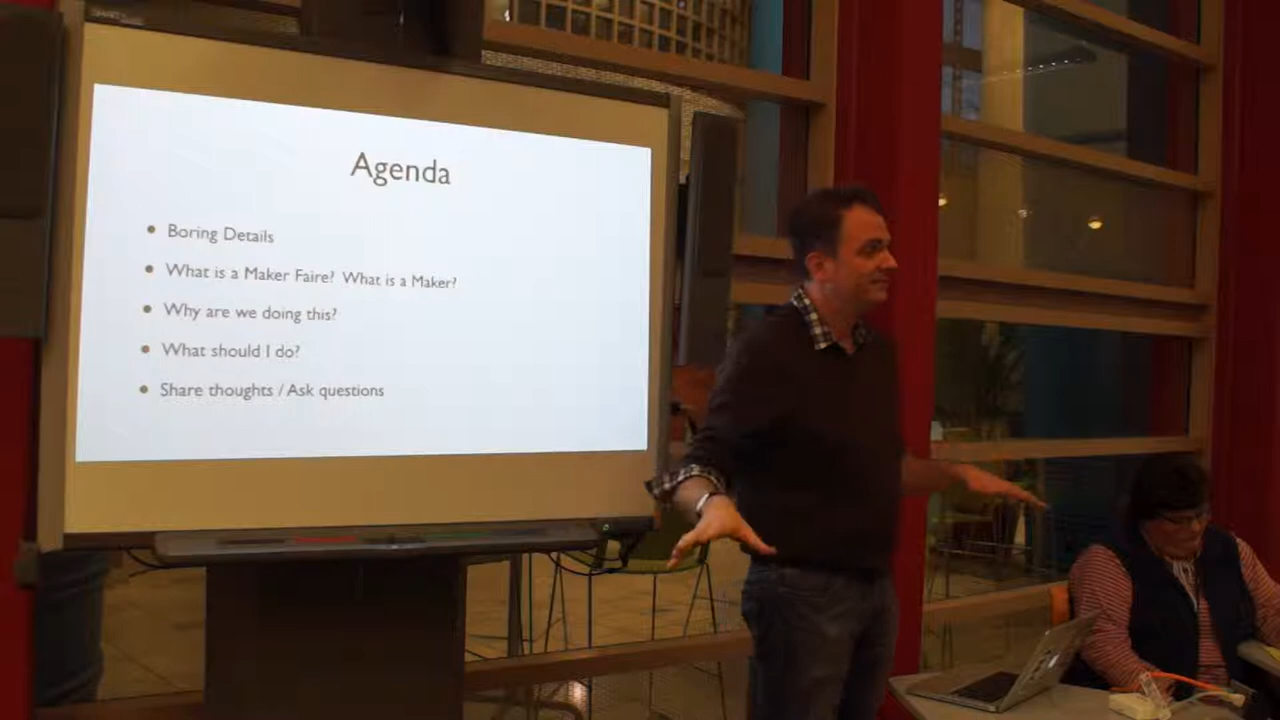 Agenda
Boring Details
What is a Maker Faire? What is a Maker?
Why are we doing this?
What should I do?
Share thoughts / Ask questions